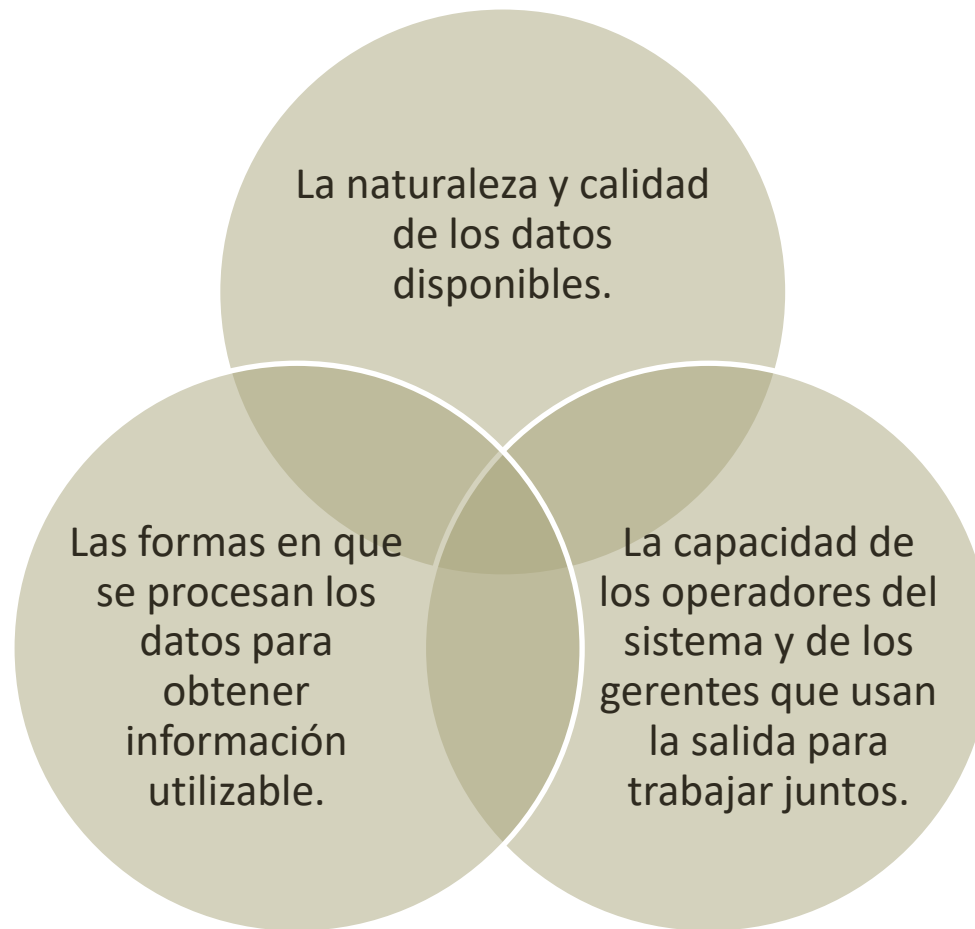 La naturaleza y calidad
de los datos
disponibles.
Las formas en que
se procesan los
datos para
obtener
información
utilizable.
La capacidad de
los operadores del
sistema y de los
gerentes que usan
la salida para
trabajar juntos.